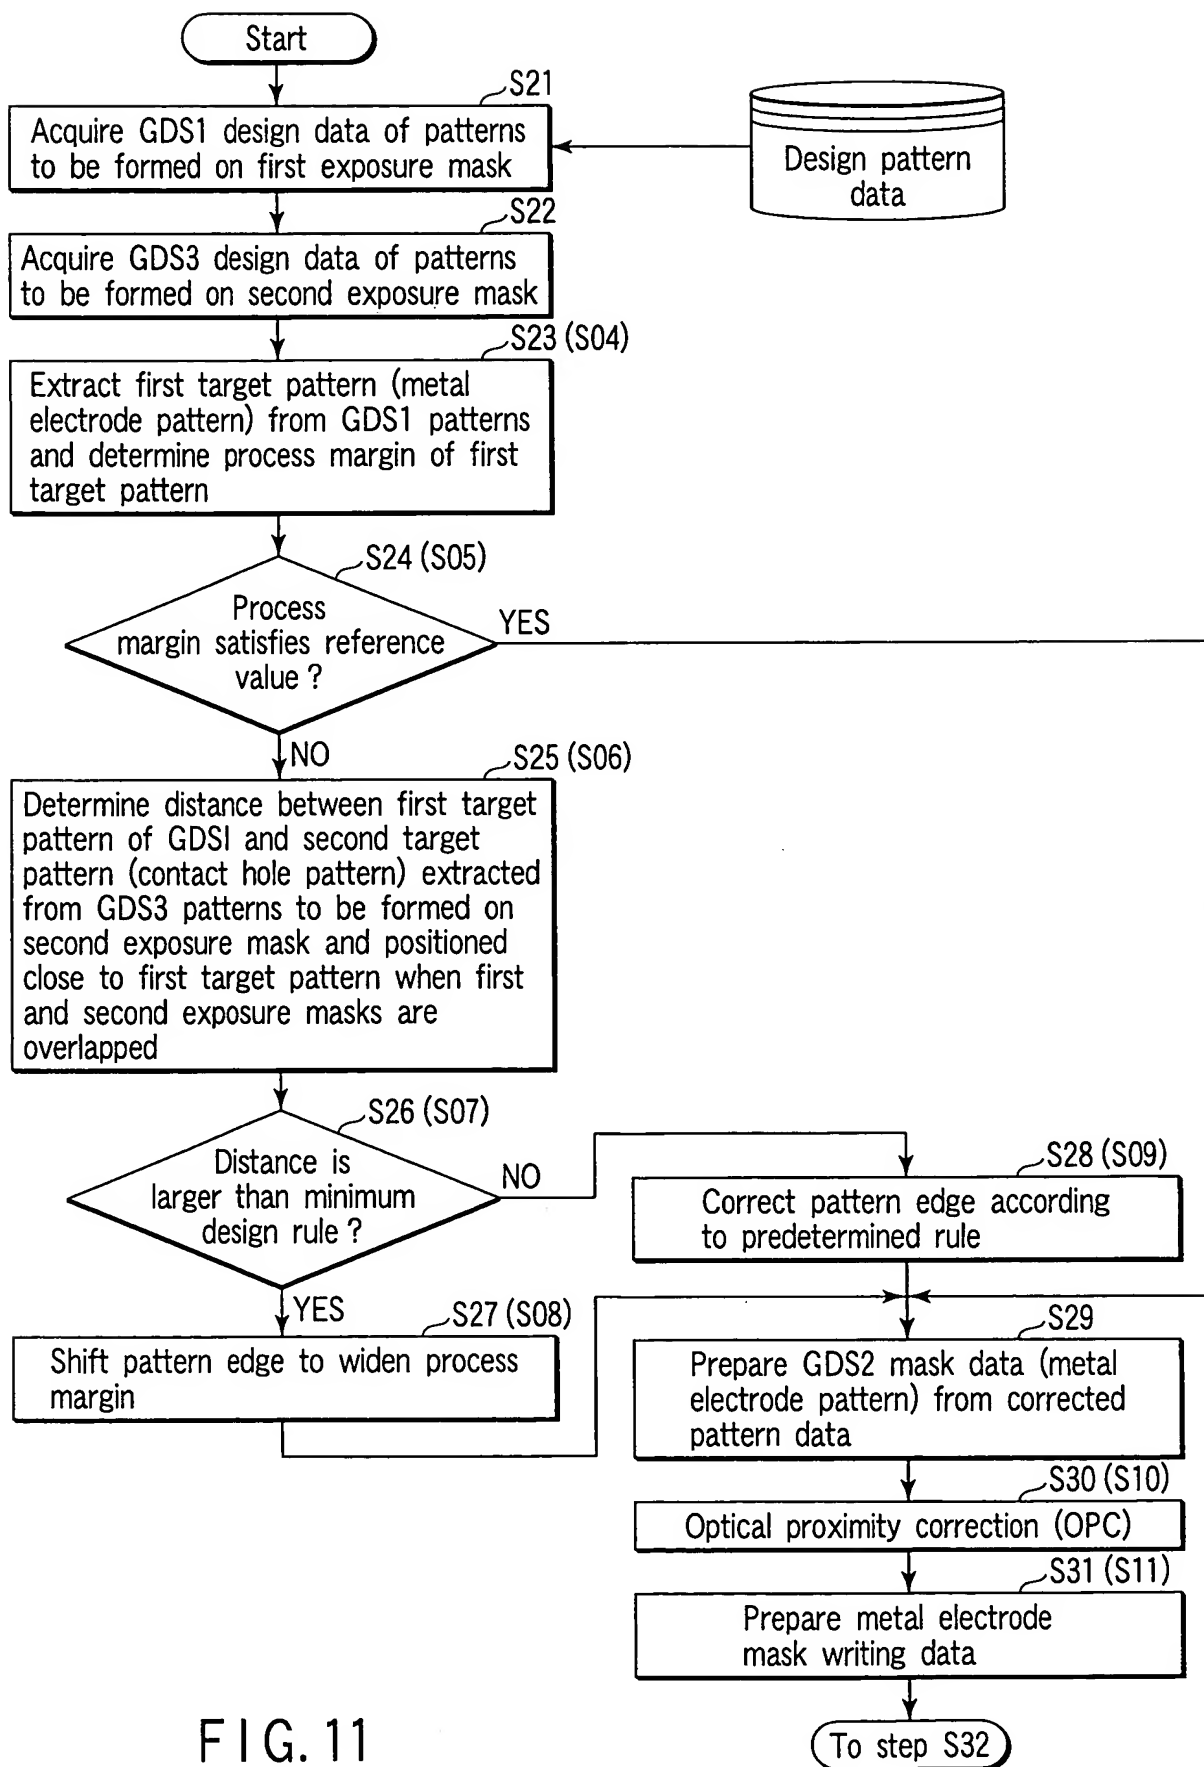 Start
S21
Acquire GDS1 design data of patterns
to be formed on first exposure mask
Design pattern
data
S22
Acquire GDS3 design data of patterns
to be formed on second exposure mask
S23 (S04)
Extract first target pattern (metal
electrode pattern) from GDS1 patterns
and determine process margin of first
target pattern
S24 (S05)
Process
margin satisfies reference
value ?
YES
NO
S25 (S06)
Determine distance between first target
pattern of GDSI and second target
pattern (contact hole pattern) extracted
from GDS3 patterns to be formed on
second exposure mask and positioned
close to first target pattern when first
and second exposure masks are
overlapped
S26 (S07)
Distance is
larger than minimum
design rule ?
NO
YES
S28 (S09)
Correct pattern edge according
to predetermined rule
S27 (S08)
Shift pattern edge to widen process
margin
S29
Prepare GDS2 mask data (metal
electrode pattern) from corrected
pattern data
S30 (S10)
Optical proximity correction (OPC)
S31 (S11)
Prepare metal electrode
mask writing data
To step S32
FIG. 11